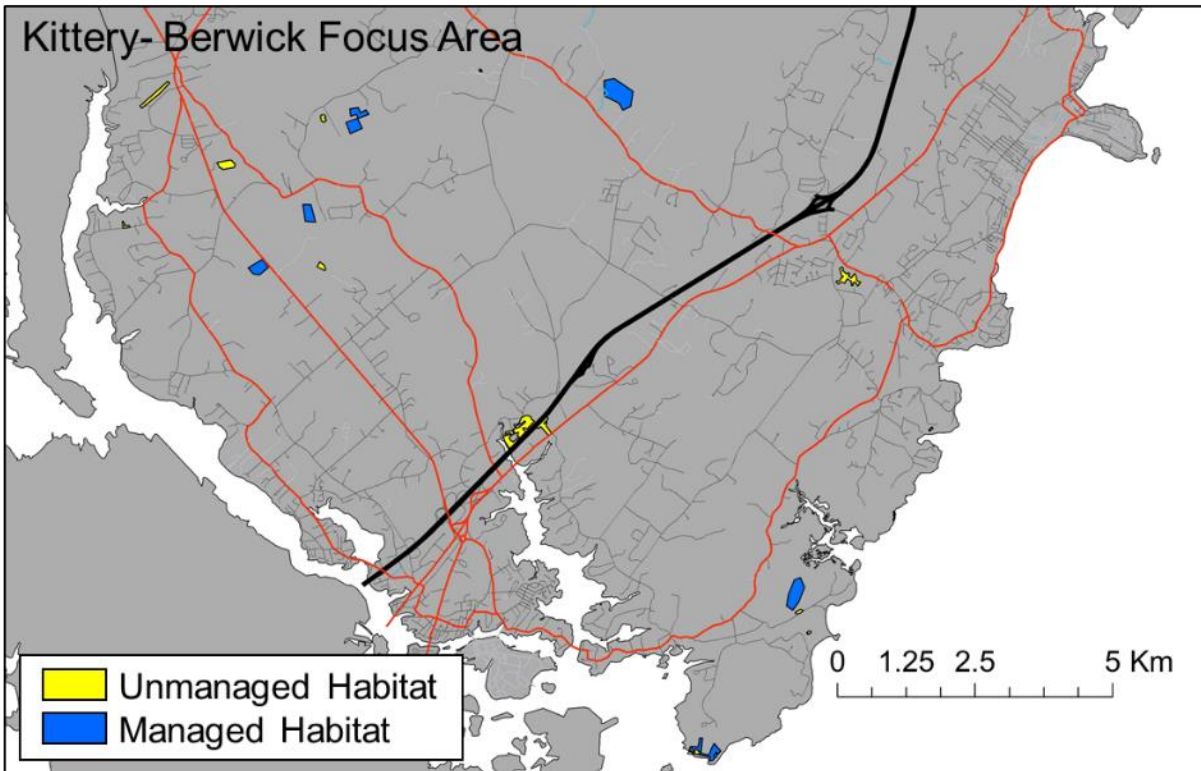 Kittery- Berwick Focus Area
0 1.25 2.5 5 Km
Unmanaged Habitat
Managed Habitat